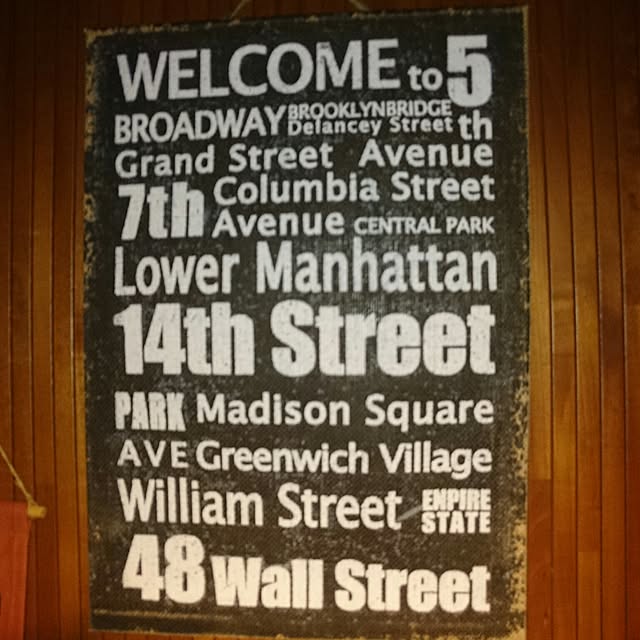 WELCOME to 5
BROADWAY BROOKLYNBRIDGE
Delancey Street th
Grand Street Avenue
7th Columbia Street
Avenue CENTRAL PARK
Lower Manhattan
14th Street
PARK Madison Square
AVE Greenwich Village
William Street EMPIRE
STATE
48 Wall Street